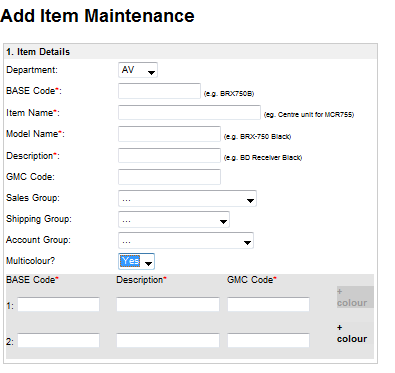 Add Item Maintenance
1. Item Details
Department: AV
BASE Code*: (e.g. BRX750B)
Item Name*: (eg. Centre unit for MCR755)
Model Name*: (e.g. BRX-750 Black)
Description*: (e.g. BD Receiver Black)
GMC Code:
Sales Group: ...
Shipping Group: ...
Account Group: ...
Multicolour? Yes
BASE Code* Description* GMC Code*
+
1: colour
+
2: colour